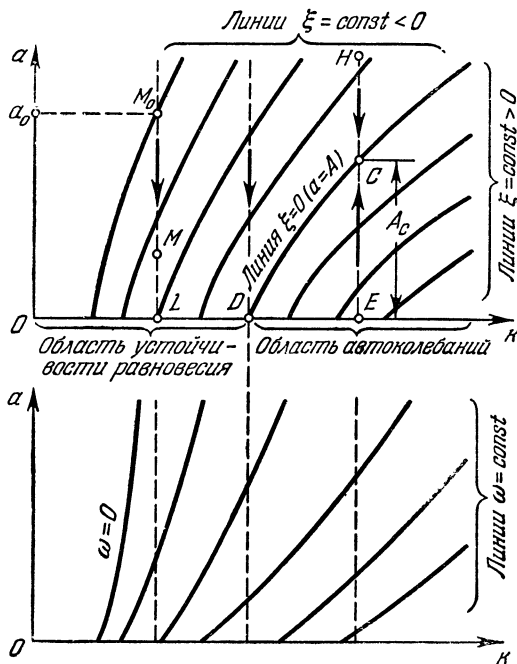 Линии ξ = const < 0
a
H
M₀
a₀
Линии ξ = const > 0
C
Линия ξ=0 (a=A)
A_c
M
L
D
E
O
к
Область устойчи-
вости равновесия
Область автоколебаний
a
ω=0
Линии ω = const
O
к